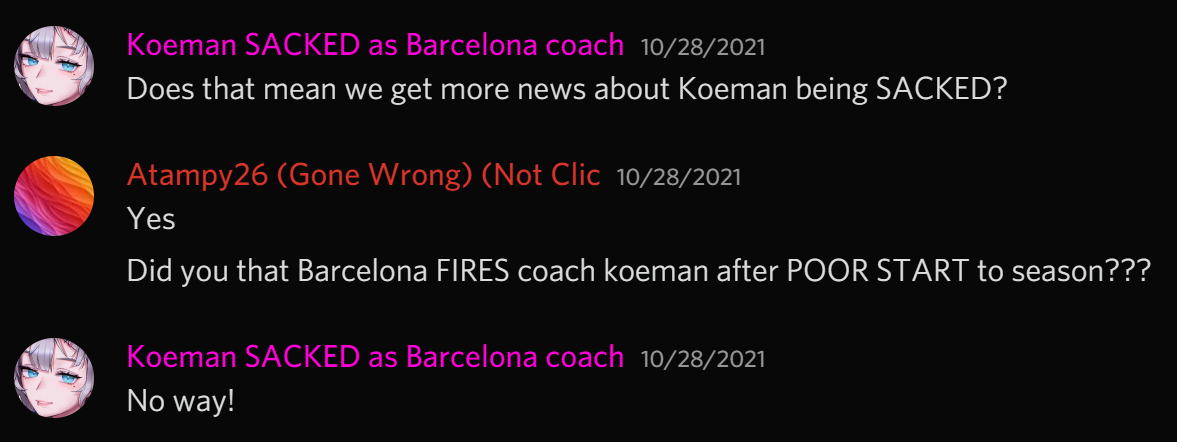 Koeman SACKED as Barcelona coach 10/28/2021
Does that mean we get more news about Koeman being SACKED?
Atampy26 (Gone Wrong) (Not Clic 10/28/2021
Yes
Did you that Barcelona FIRES coach koeman after POOR START to season???
Koeman SACKED as Barcelona coach 10/28/2021
No way!